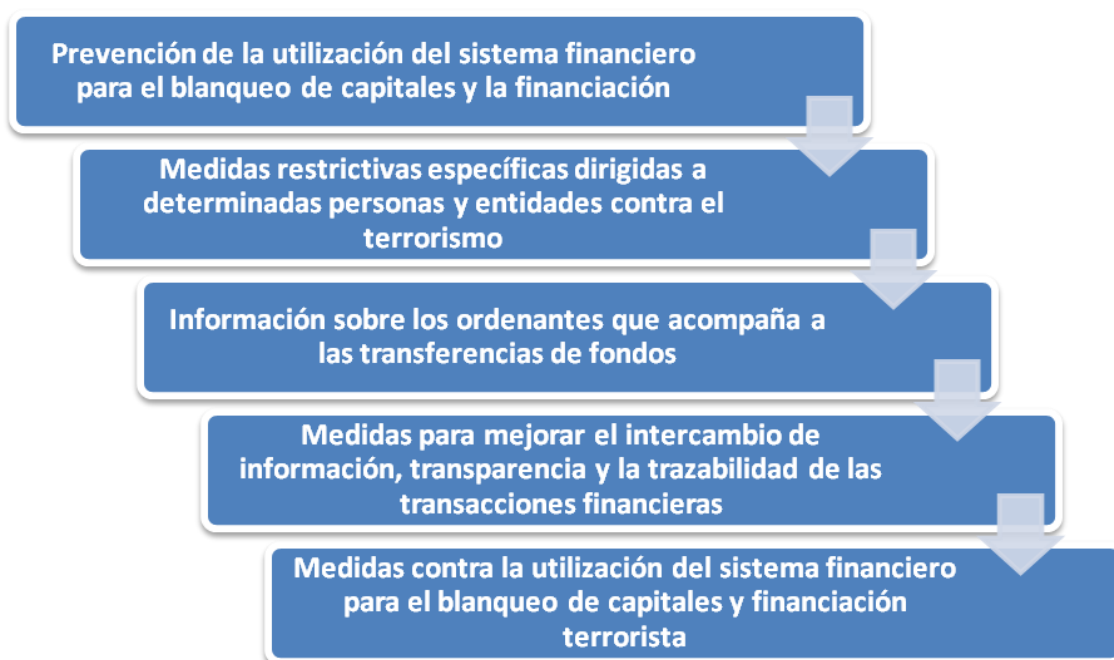 Prevención de la utilización del sistema financiero
para el blanqueo de capitales y la financiación
Medidas restrictivas específicas dirigidas a
determinadas personas y entidades contra el
terrorismo
Información sobre los ordenantes que acompaña a
las transferencias de fondos
Medidas para mejorar el intercambio de
información, transparencia y la trazabilidad de las
transacciones financieras
Medidas contra la utilización del sistema financiero
para el blanqueo de capitales y financiación
terrorista